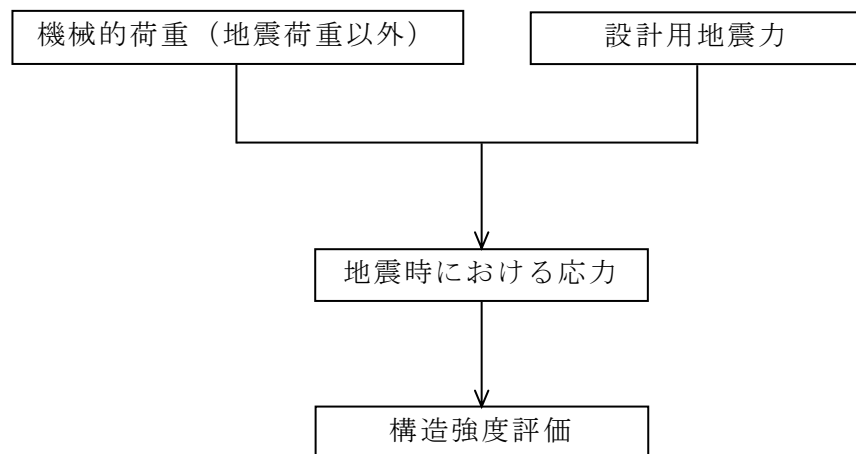 機械的荷重（地震荷重以外）
設計用地震力
地震時における応力
構造強度評価